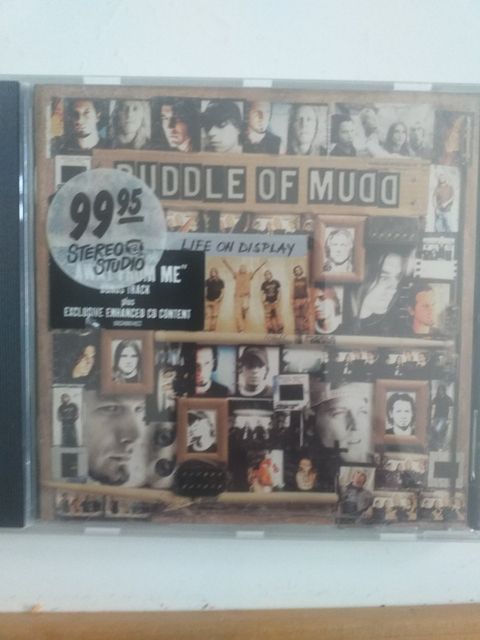 PUDDLE OF MUDD
99 95
STEREO
STUDIO
LIFE ON DISPLAY
ME"
BONUS TRACK
plus
EXCLUSIVE ENHANCED CD CONTENT